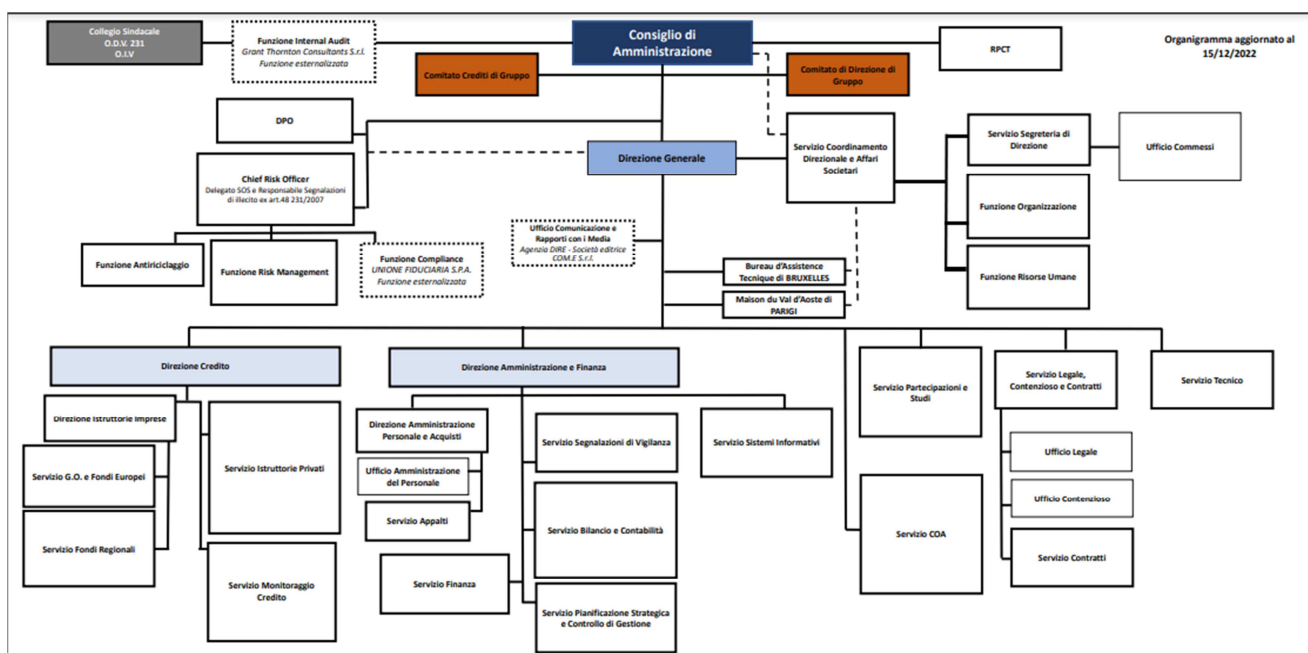 Collegio Sindacale
O.D.V. 231
O.I.V
Funzione Internal Audit
Grant Thornton Consultants S.r.l.
Funzione esternalizzata
Consiglio di
Amministrazione
RPCT
Organigramma aggiornato al
15/12/2022
Comitato Crediti di Gruppo
Comitato di Direzione di
Gruppo
DPO
Direzione Generale
Servizio Coordinamento
Direzionale e Affari
Societari
Servizio Segreteria di
Direzione
Ufficio Commessi
Chief Risk Officer
Delegato SOS e Responsabile Segnalazioni
di illecito ex art.48 231/2007
Funzione Organizzazione
Ufficio Comunicazione e
Rapporti con i Media
Agenzia DIRE - Società editrice
COM.E S.r.l.
Funzione Antiriciclaggio
Funzione Risk Management
Funzione Compliance
UNIONE FIDUCIARIA S.P.A.
Funzione esternalizzata
Bureau d'Assistence
Tecnique di BRUXELLES
Funzione Risorse Umane
Maison du Val d'Aoste di
PARIGI
Direzione Credito
Direzione Amministrazione e Finanza
Servizio Partecipazioni e
Studi
Servizio Legale,
Contenzioso e Contratti
Servizio Tecnico
Direzione Istruttorie Imprese
Servizio Istruttorie Privati
Direzione Amministrazione
Personale e Acquisti
Servizio Segnalazioni di Vigilanza
Servizio Sistemi Informativi
Ufficio Legale
Servizio G.O. e Fondi Europei
Ufficio Amministrazione
del Personale
Ufficio Contenzioso
Servizio Appalti
Servizio Bilancio e Contabilità
Servizio COA
Servizio Fondi Regionali
Servizio Contratti
Servizio Monitoraggio
Credito
Servizio Finanza
Servizio Pianificazione Strategica
e Controllo di Gestione